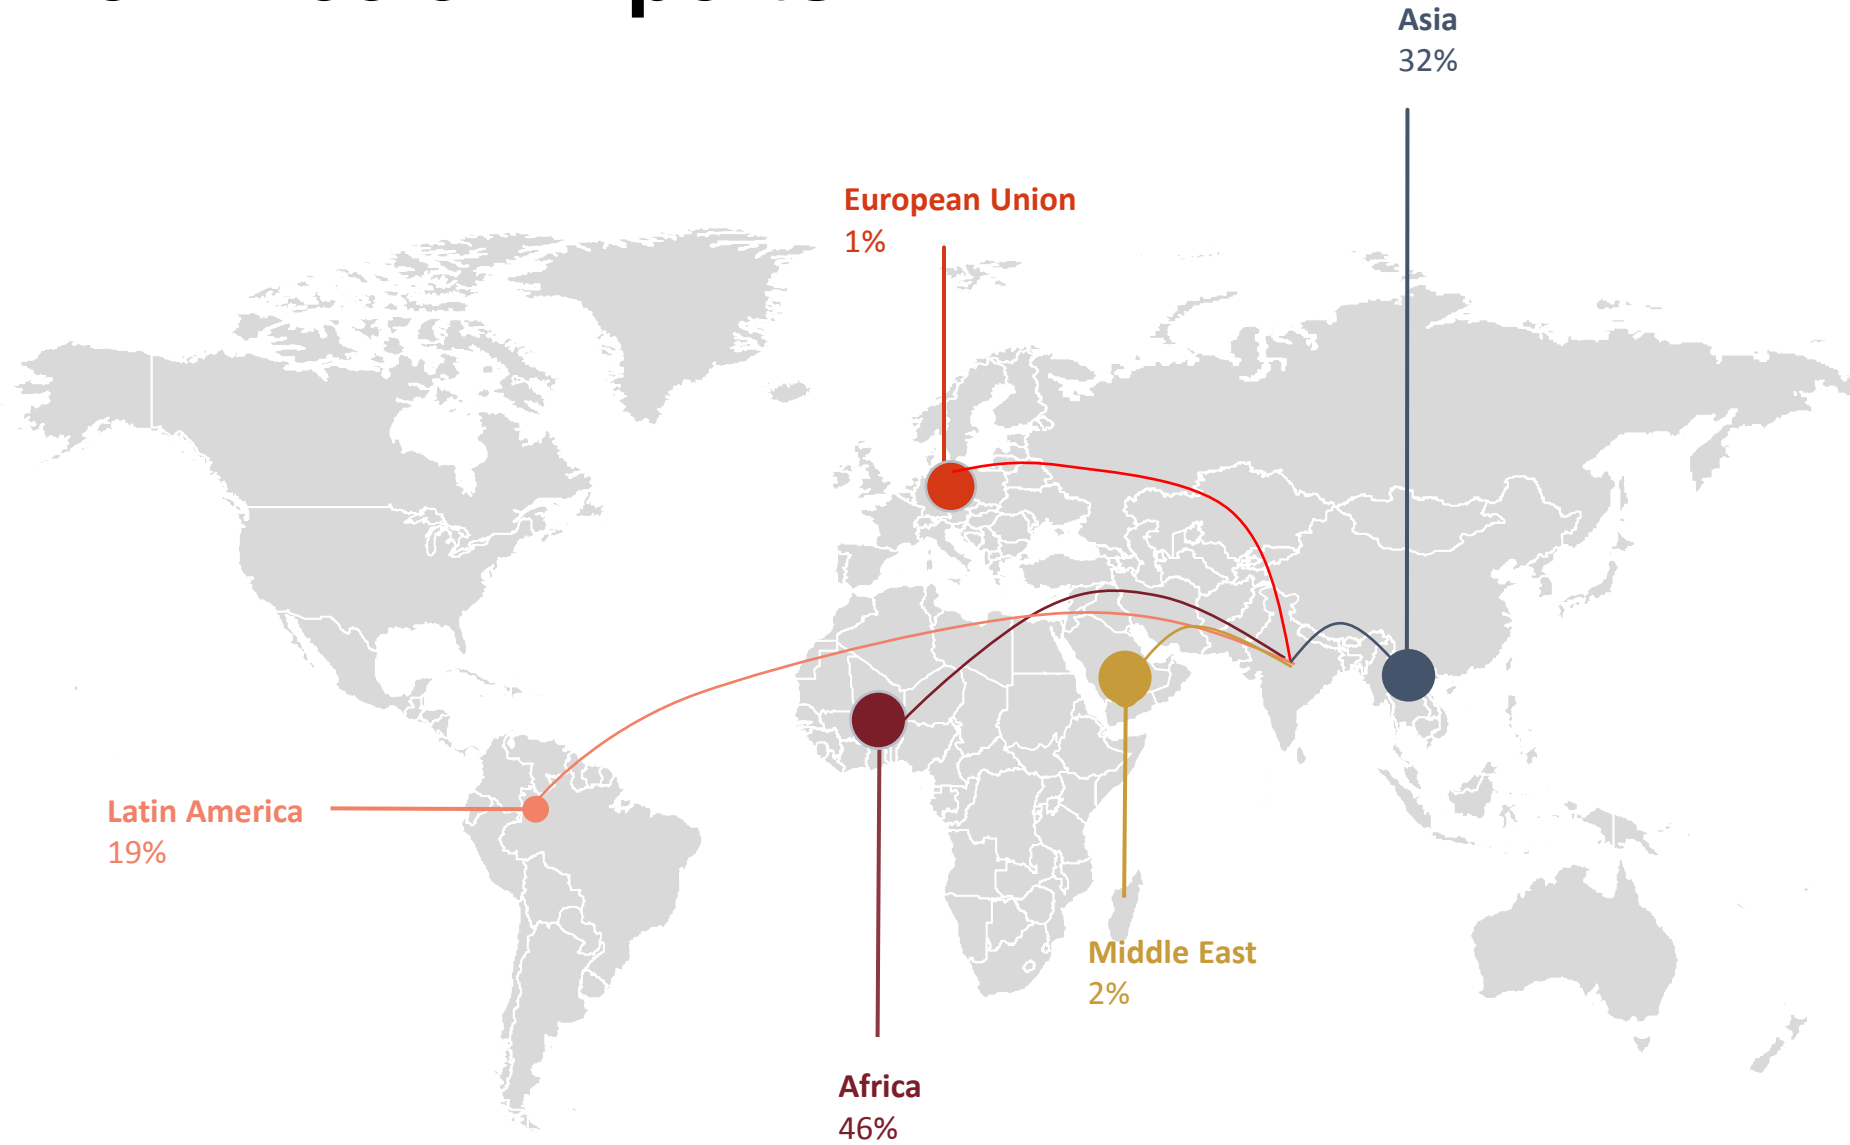 Asia
32%
European Union
1%
Latin America
19%
Middle East
2%
Africa
46%